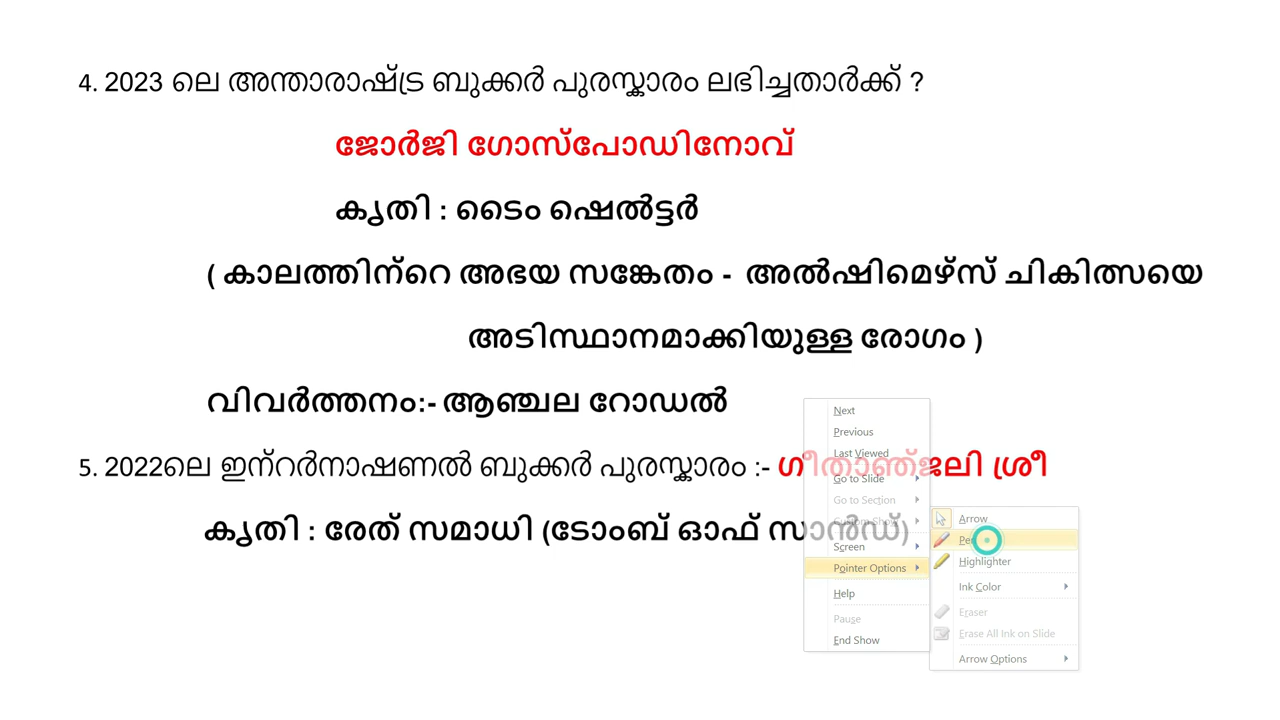 4. 2023 ലെ അന്താരാഷ്ട്ര ബുക്കർ പുരസ്കാരം ലഭിച്ചതാർക്ക് ?
ജോർജി ഗോസ്പോഡിനോവ്
കൃതി : ടൈം ഷെൽട്ടർ
( കാലത്തിന്റെ അഭയ സങ്കേതം - അൽഷിമെഴ്സ് ചികിത്സയെ
അടിസ്ഥാനമാക്കിയുള്ള രോഗം )
വിവർത്തനം:- ആഞ്ചല റോഡൽ
5. 2022ലെ ഇന്റർനാഷണൽ ബുക്കർ പുരസ്കാരം :- ഗീതാഞ്ജലി ശ്രീ
കൃതി : രേത് സമാധി (ടോംബ് ഓഫ് സാൻഡ്)
Next
Previous
Last Viewed
Go to Slide
Go to Section
Custom Show
Screen
Pointer Options
Help
Pause
End Show
Arrow
Pen
Highlighter
Ink Color
Eraser
Erase All Ink on Slide
Arrow Options